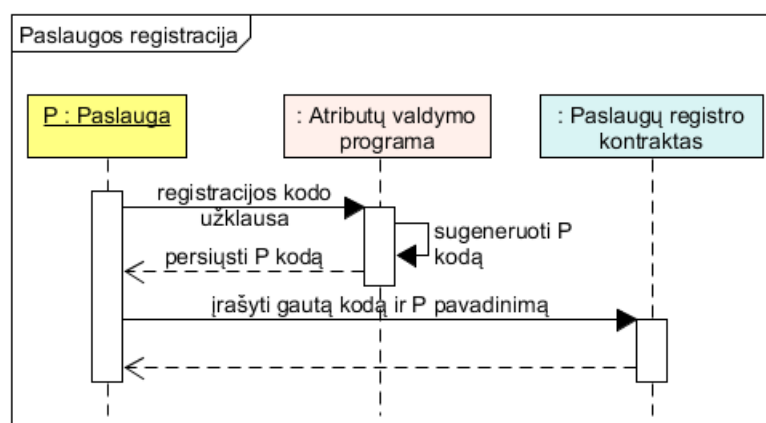 Paslaugos registracija
P : Paslauga
: Atributų valdymo
programa
: Paslaugų registro
kontraktas
registracijos kodo
užklausa
sugeneruoti P
kodą
persiųsti P kodą
įrašyti gautą kodą ir P pavadinimą